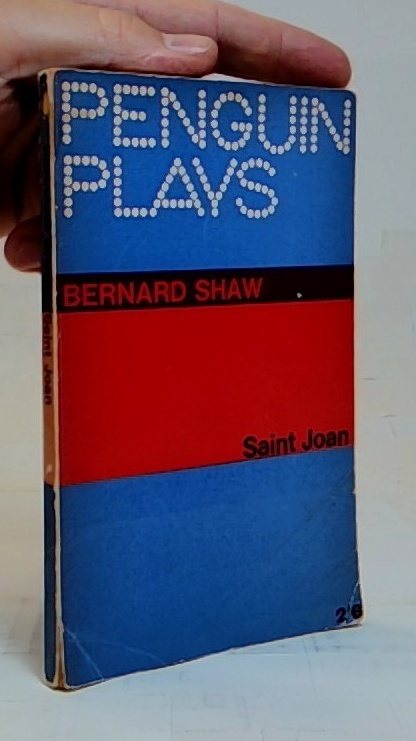 PENGUIN
PLAYS
BERNARD SHAW
Saint Joan
2'6
Saint Joan